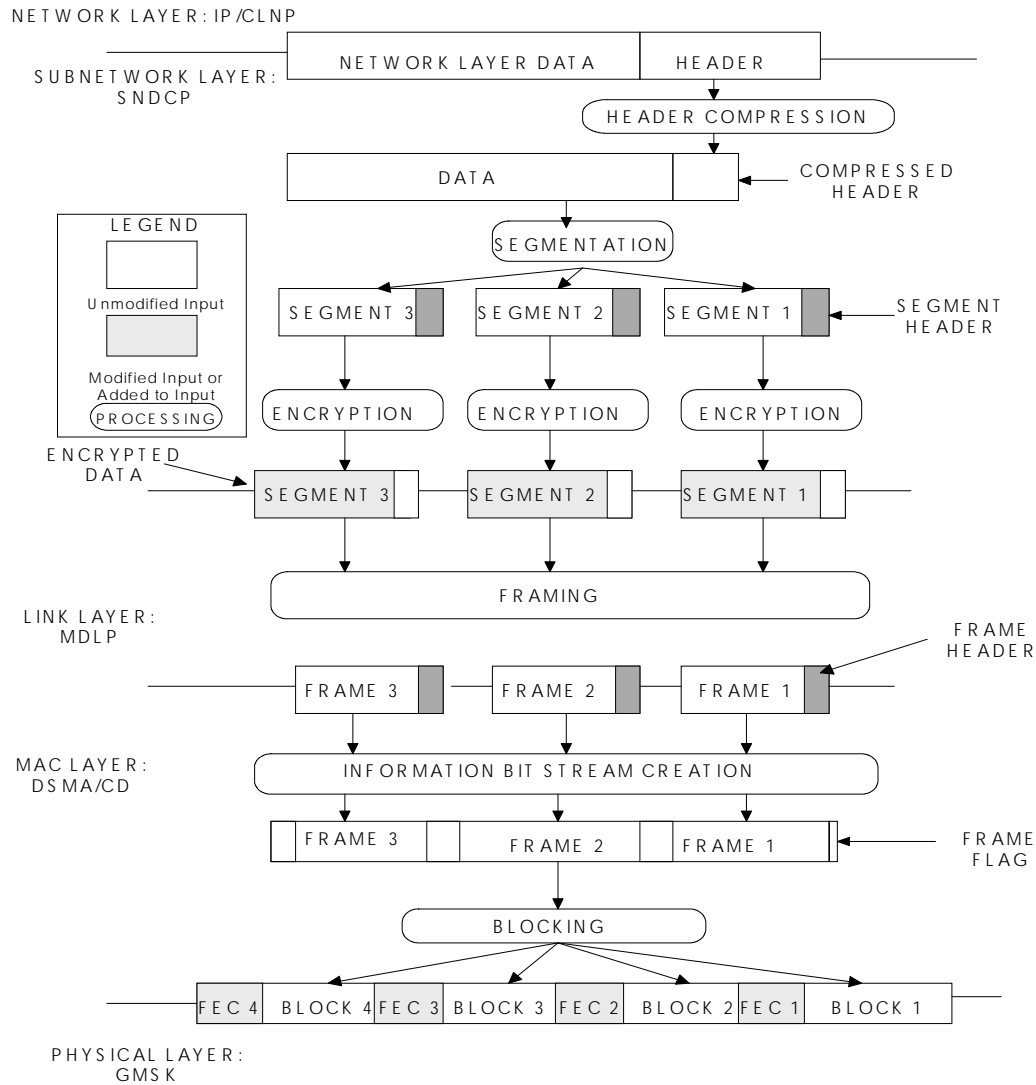 NETWORK LAYER: IP/CLNP
NETWORK LAYER DATA
HEADER
SUBNETWORK LAYER:
SNDCP
HEADER COMPRESSION
DATA
COMPRESSED
HEADER
LEGEND
Unmodified Input
Modified Input or
Added to Input
PROCESSING
SEGMENTATION
SEGMENT 3
SEGMENT 2
SEGMENT 1
SEGMENT
HEADER
ENCRYPTION
ENCRYPTION
ENCRYPTION
ENCRYPTED
DATA
SEGMENT 3
SEGMENT 2
SEGMENT 1
FRAMING
LINK LAYER:
MDLP
FRAME
HEADER
FRAME 3
FRAME 2
FRAME 1
MAC LAYER:
DSMA/CD
INFORMATION BIT STREAM CREATION
FRAME 3
FRAME 2
FRAME 1
FRAME
FLAG
BLOCKING
FEC 4
BLOCK 4
FEC 3
BLOCK 3
FEC 2
BLOCK 2
FEC 1
BLOCK 1
PHYSICAL LAYER:
GMSK